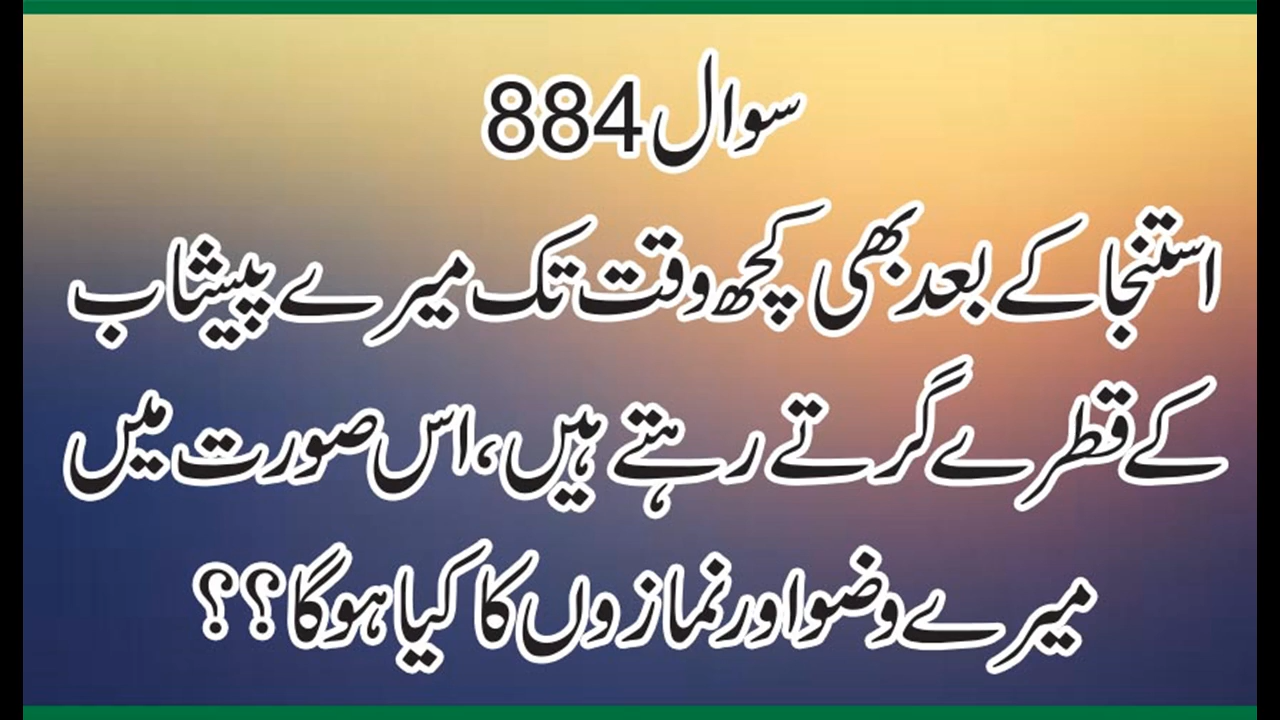 سوال 884
استنجا کے بعد بھی کچھ وقت تک میرے پیشاب
کے قطرے گرتے رہتے ہیں، اس صورت میں
میرے وضو اور نمازوں کا کیا ہوگا؟؟